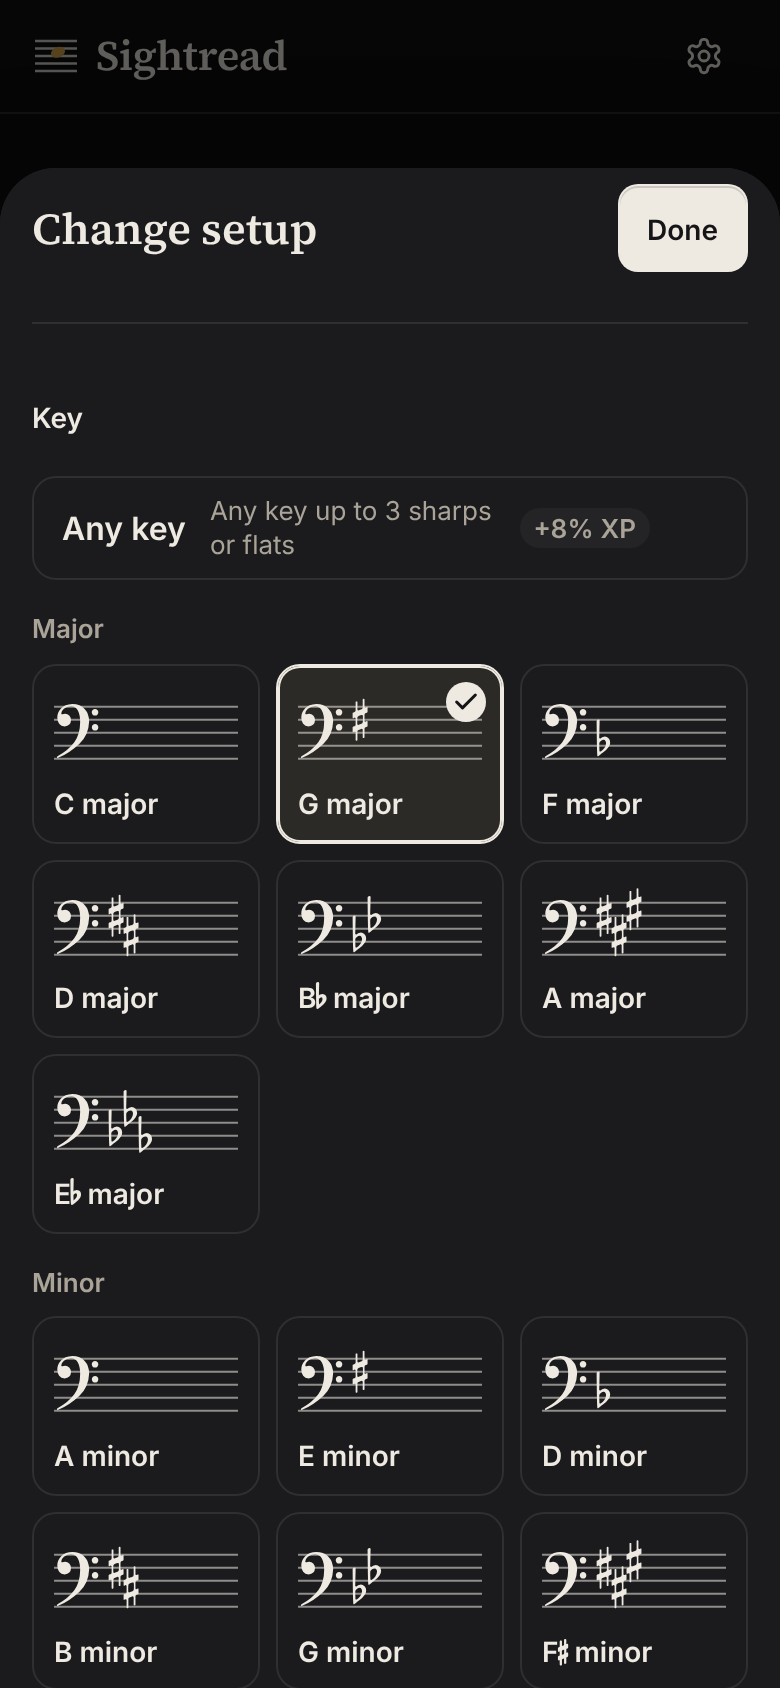 Sightread
Change setup
Done
Key
Any key
Any key up to 3 sharps
or flats
+8% XP
Major
C major
G major
F major
D major
B♭ major
A major
E♭ major
Minor
A minor
E minor
D minor
B minor
G minor
F♯ minor